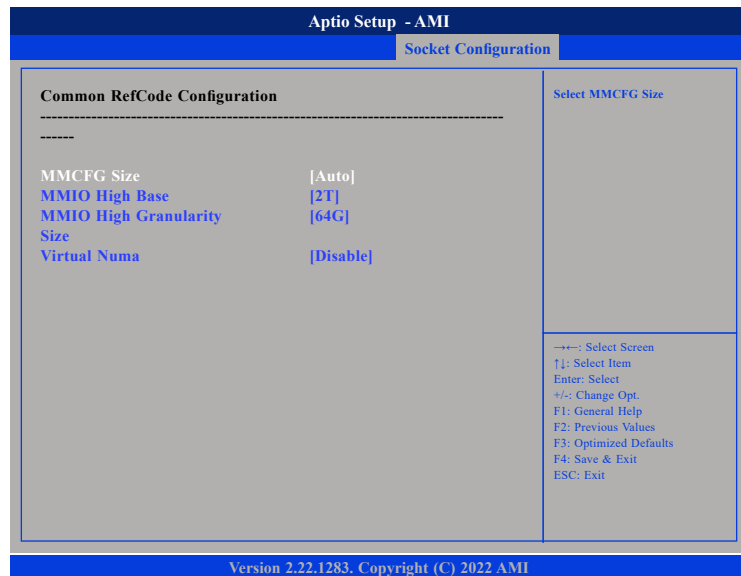 Aptio Setup - AMI
Socket Configuration
Common RefCode Configuration
--------------------------------------------------------------------------------
------
MMCFG Size [Auto]
MMIO High Base [2T]
MMIO High Granularity [64G]
Size
Virtual Numa [Disable]
Select MMCFG Size
→←: Select Screen
↑↓: Select Item
Enter: Select
+/-: Change Opt.
F1: General Help
F2: Previous Values
F3: Optimized Defaults
F4: Save & Exit
ESC: Exit
Version 2.22.1283. Copyright (C) 2022 AMI